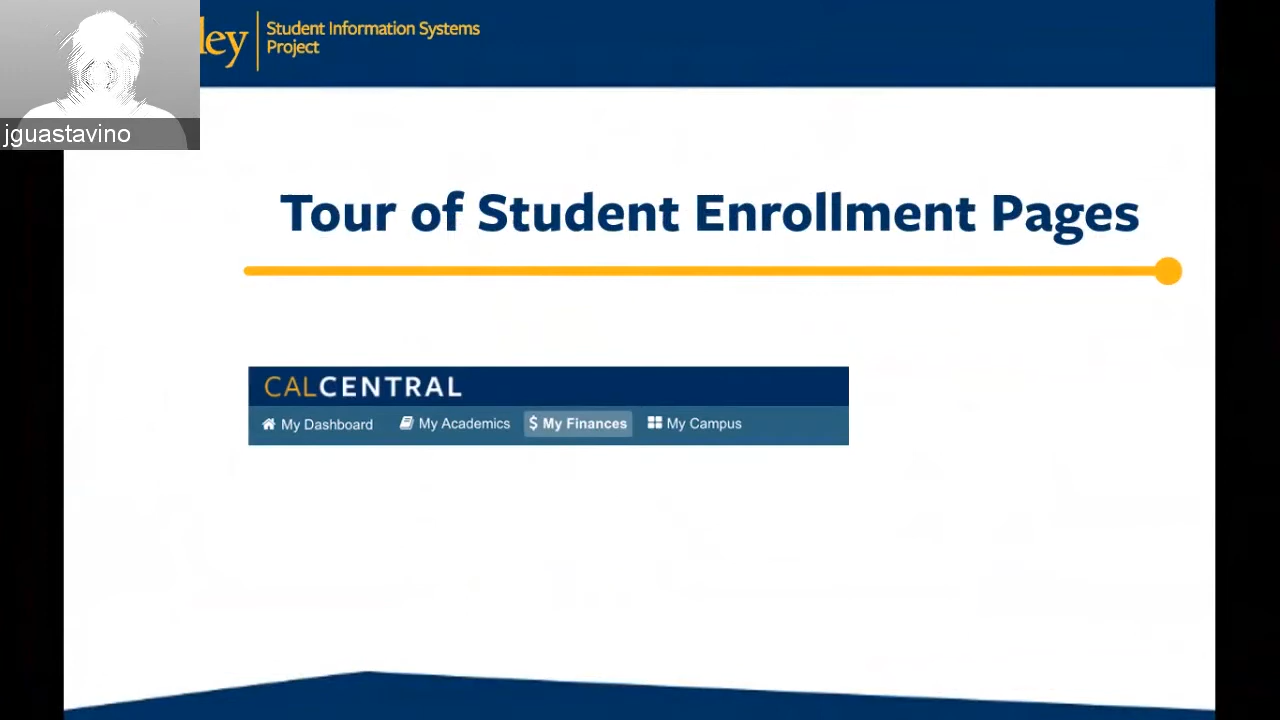 Student Information Systems
Project
jguastavino
Tour of Student Enrollment Pages
CALCENTRAL
My Dashboard My Academics $ My Finances My Campus